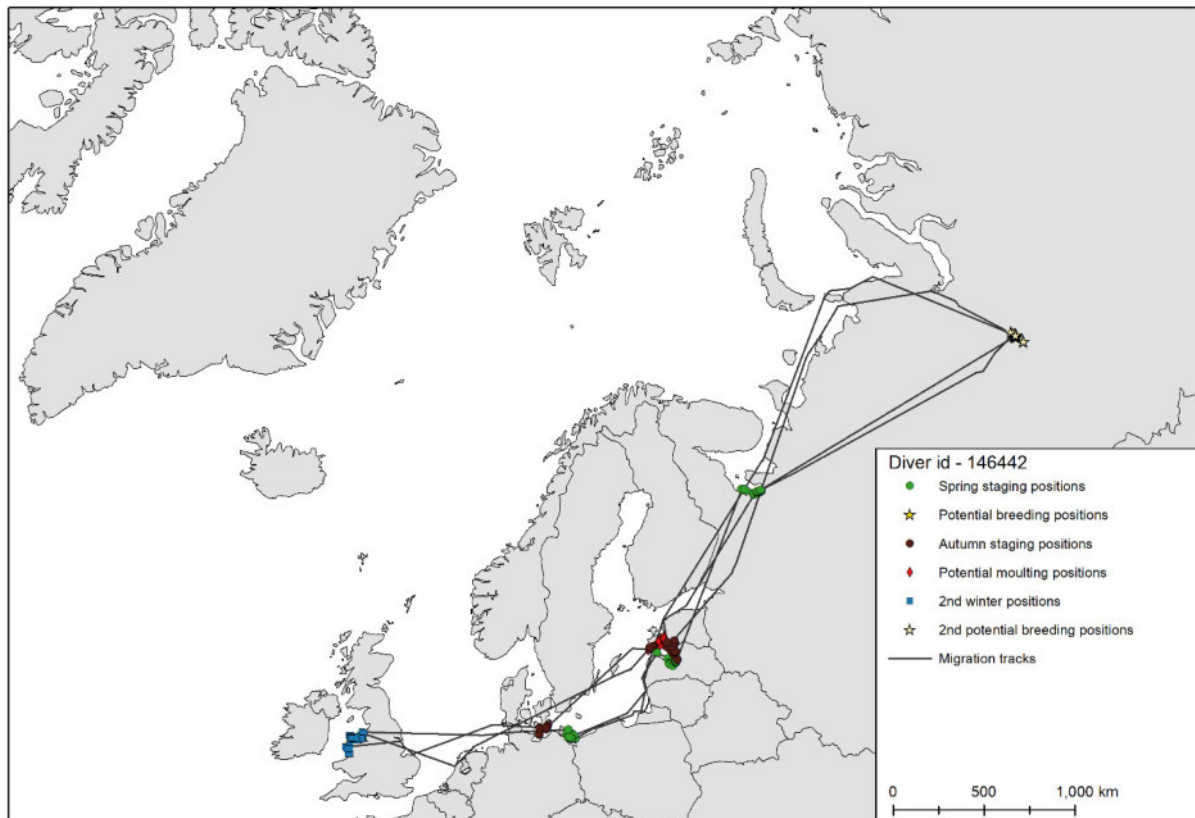 Diver id - 146442
Spring staging positions
Potential breeding positions
Autumn staging positions
Potential moulting positions
2nd winter positions
2nd potential breeding positions
Migration tracks
0 500 1,000 km